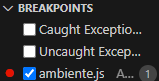 BREAKPOINTS
Caught Exceptio...
Uncaught Excep...
ambiente.js A... 1